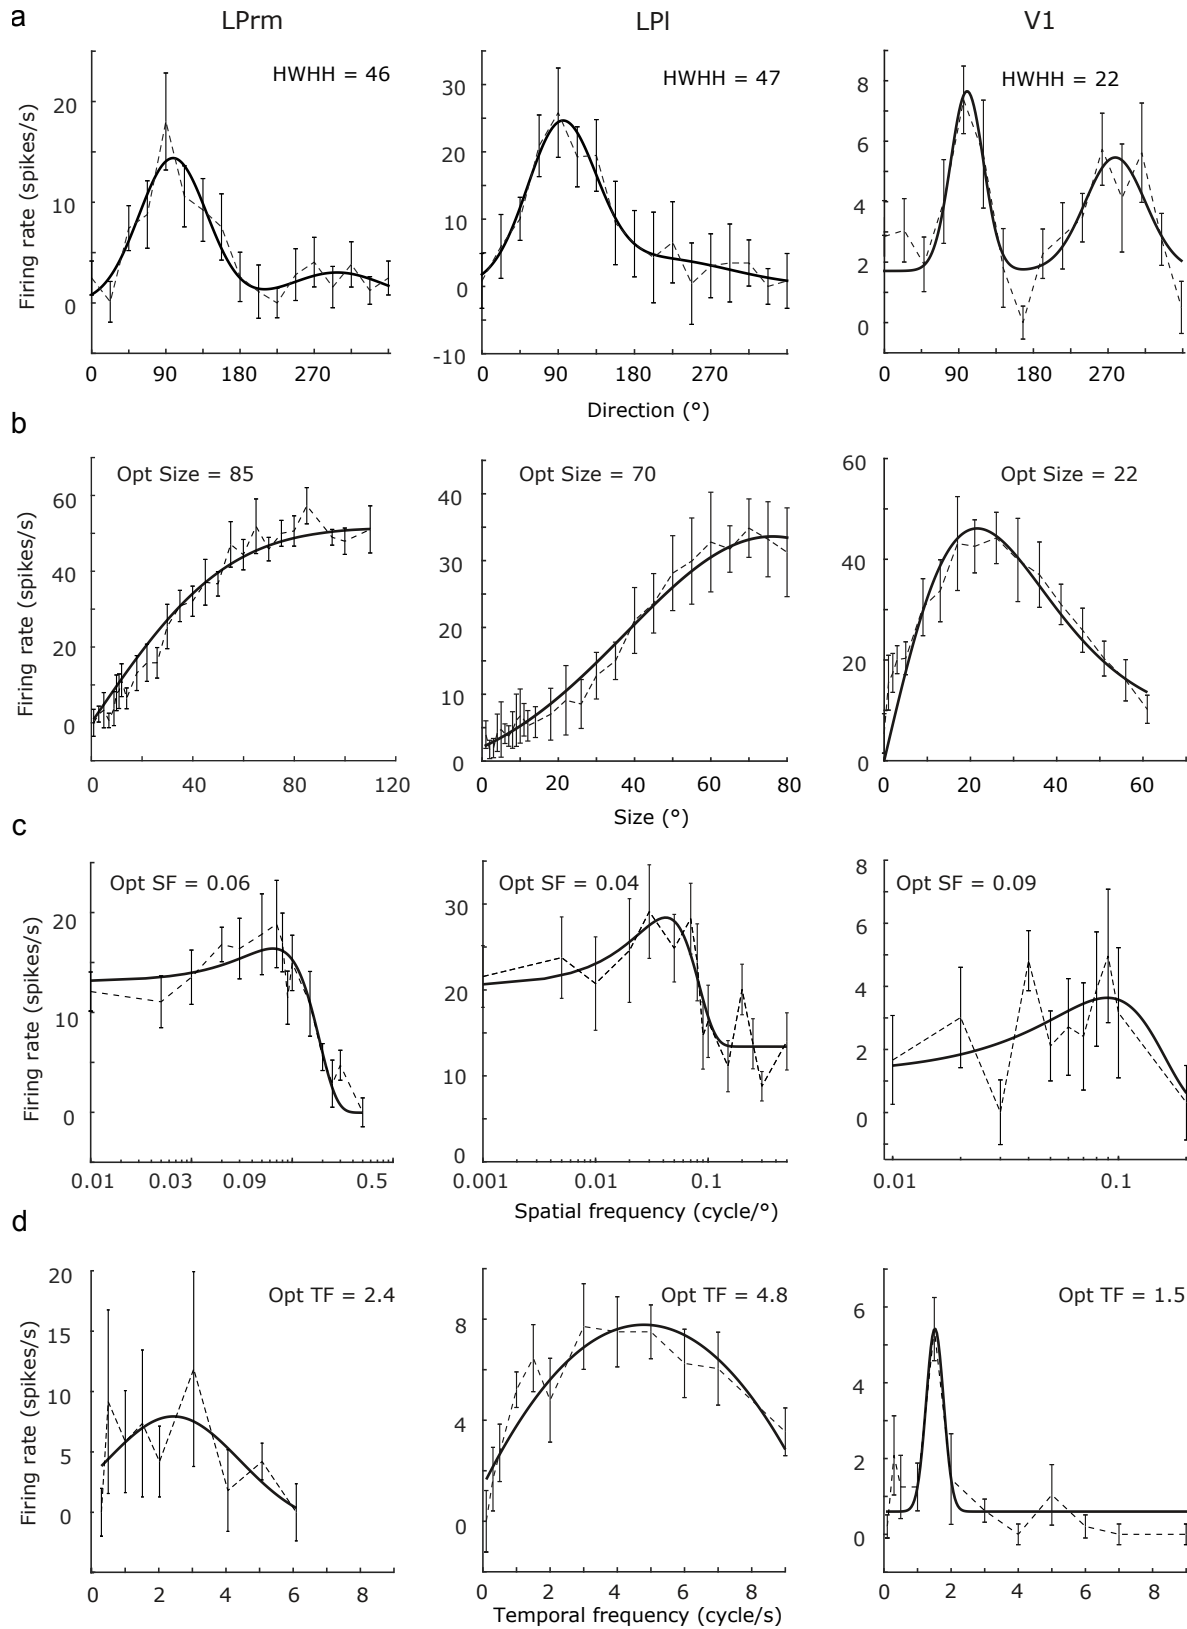 a
LPrm LPl V1
HWHH = 46 HWHH = 47 HWHH = 22
Firing rate (spikes/s)
20
10
0
30
20
10
0
-10
8
6
4
2
0
0 90 180 270 0 90 180 270 0 90 180 270
Direction (°)
b
Opt Size = 85 Opt Size = 70 Opt Size = 22
Firing rate (spikes/s)
60
40
20
0
40
30
20
10
0
60
40
20
0
0 40 80 120 0 20 40 60 80 0 20 40 60
Size (°)
c
Opt SF = 0.06 Opt SF = 0.04 Opt SF = 0.09
Firing rate (spikes/s)
20
10
0
30
20
10
0
8
6
4
2
0
0.01 0.03 0.09 0.5 0.001 0.01 0.1 0.01 0.1
Spatial frequency (cycle/°)
d
Opt TF = 2.4 Opt TF = 4.8 Opt TF = 1.5
Firing rate (spikes/s)
20
15
10
5
0
8
4
0
6
4
2
0
0 2 4 6 8 0 2 4 6 8 0 2 4 6 8
Temporal frequency (cycle/s)